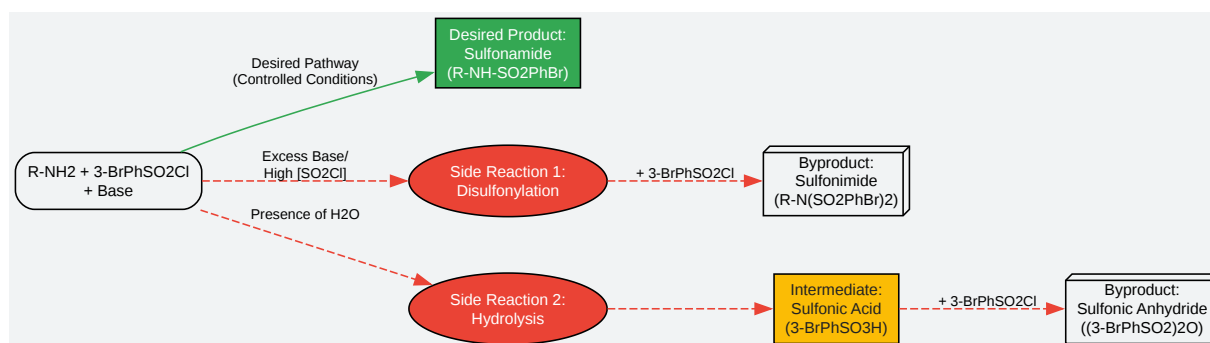 Desired Product:
Sulfonamide
(R-NH-SO2PhBr)
Desired Pathway
(Controlled Conditions)
R-NH2 + 3-BrPhSO2Cl
+ Base
Excess Base/
High [SO2Cl]
Side Reaction 1:
Disulfonylation
+ 3-BrPhSO2Cl
Byproduct:
Sulfonimide
(R-N(SO2PhBr)2)
Presence of H2O
Side Reaction 2:
Hydrolysis
Intermediate:
Sulfonic Acid
(3-BrPhSO3H)
+ 3-BrPhSO2Cl
Byproduct:
Sulfonic Anhydride
((3-BrPhSO2)2O)